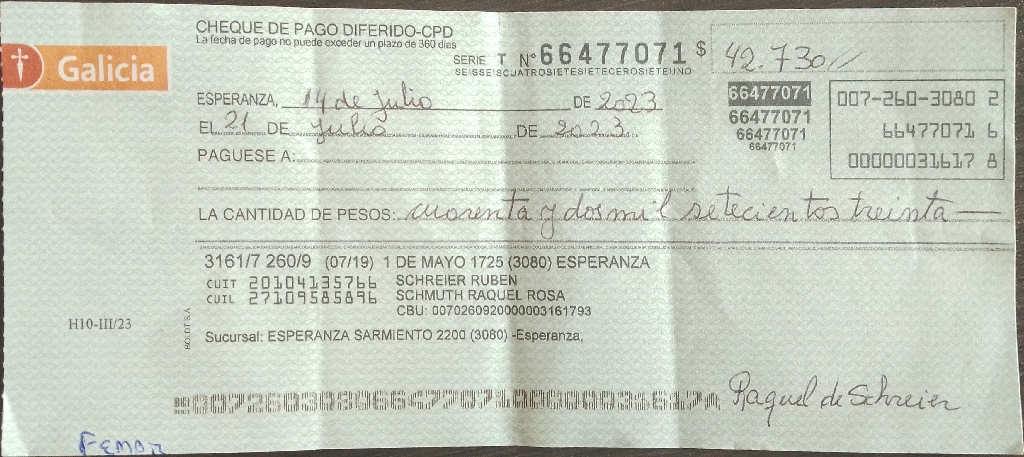 CHEQUE DE PAGO DIFERIDO-CPD
La fecha de pago no puede exceder un plazo de 360 días
Galicia
SERIE T N° 66477071 $ 42.730//
SEISSEISCUATROSIETESIETECEROSIETEUNO
ESPERANZA, 14 de Julio DE 2023
EL 21 DE Julio DE 2023
PAGUESE A:
66477071
66477071
66477071
66477071
007-260-3080 2
66477071 6
00000031617 8
LA CANTIDAD DE PESOS: cuarenta y dos mil setecientos treinta —
3161/7 260/9 (07/19) 1 DE MAYO 1725 (3080) ESPERANZA
CUIT 20104135766 SCHREIER RUBEN
CUIL 27109585896 SCHMUTH RAQUEL ROSA
CBU: 0070260920000003161793
H10-III/23
BOLDT S.A
Sucursal: ESPERANZA SARMIENTO 2200 (3080) -Esperanza,
Raquel de Schreier